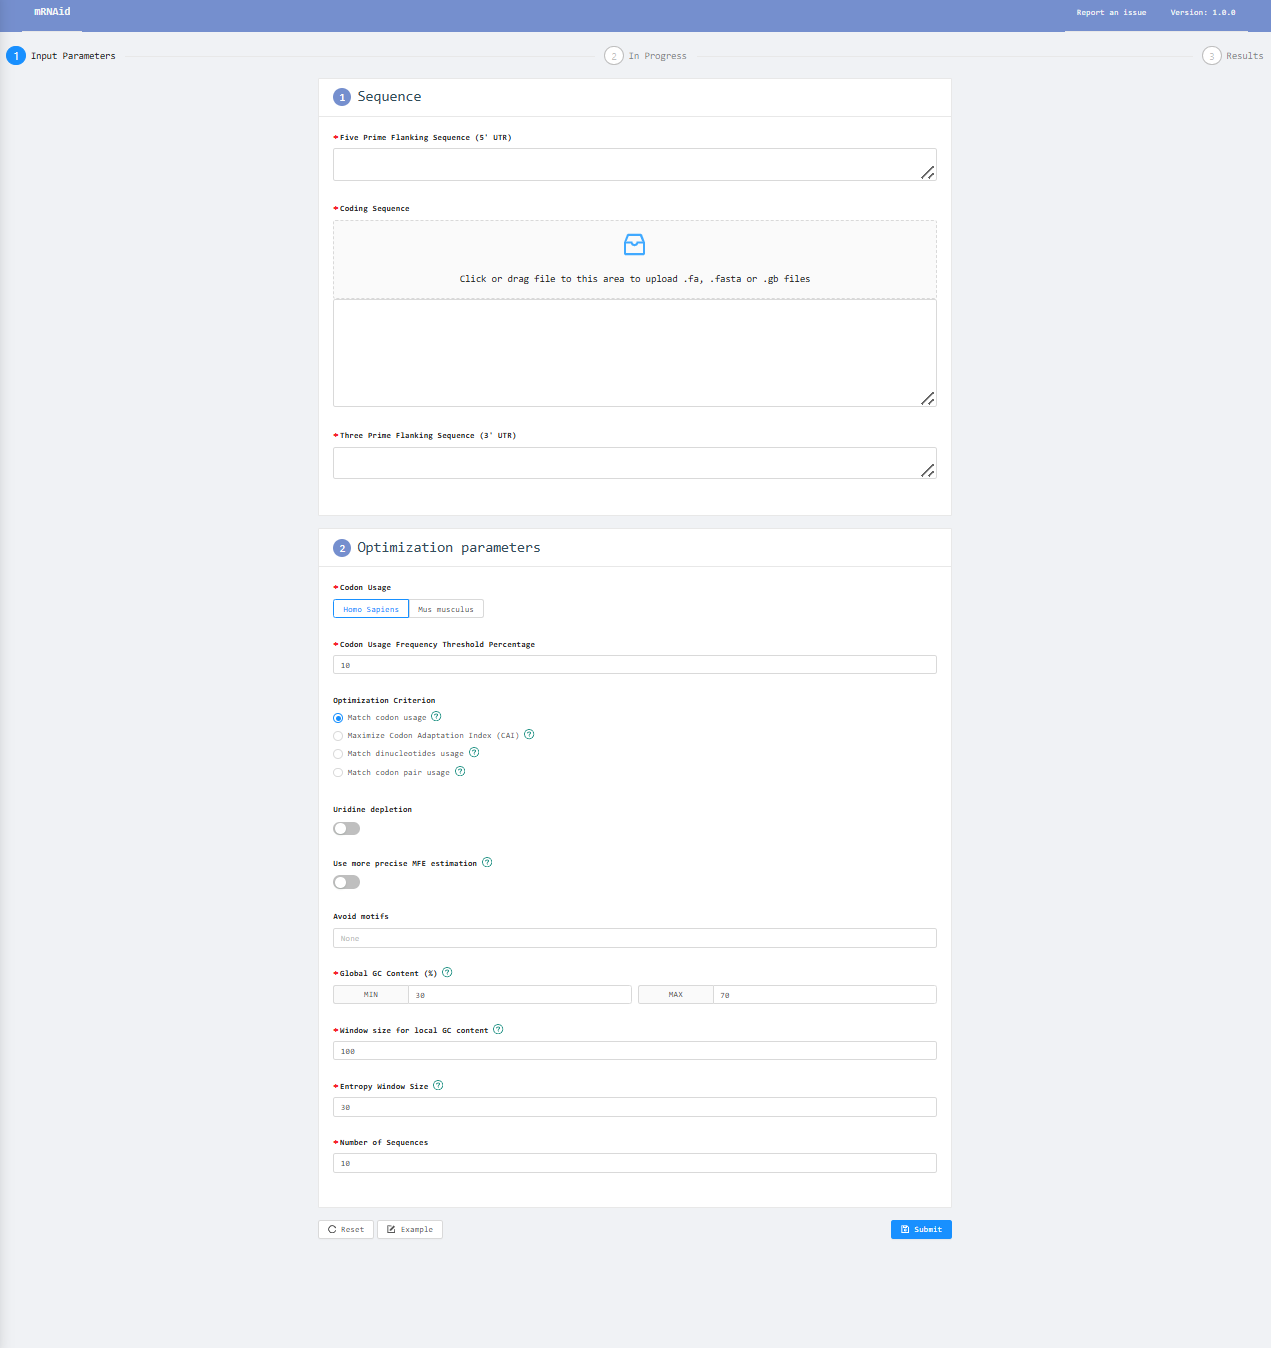 mRNAid
Report an issue
Version: 1.0.0
1 Input Parameters
2 In Progress
3 Results
1 Sequence
*Five Prime Flanking Sequence (5' UTR)
*Coding Sequence
Click or drag file to this area to upload .fa, .fasta or .gb files
*Three Prime Flanking Sequence (3' UTR)
2 Optimization parameters
*Codon Usage
Homo Sapiens Mus musculus
*Codon Usage Frequency Threshold Percentage
10
Optimization Criterion
Match codon usage ?
Maximize Codon Adaptation Index (CAI) ?
Match dinucleotides usage ?
Match codon pair usage ?
Uridine depletion
Use more precise MFE estimation ?
Avoid motifs
None
*Global GC Content (%) ?
MIN 30 MAX 70
*Window size for local GC content ?
100
*Entropy Window Size ?
30
*Number of Sequences
10
Reset Example Submit